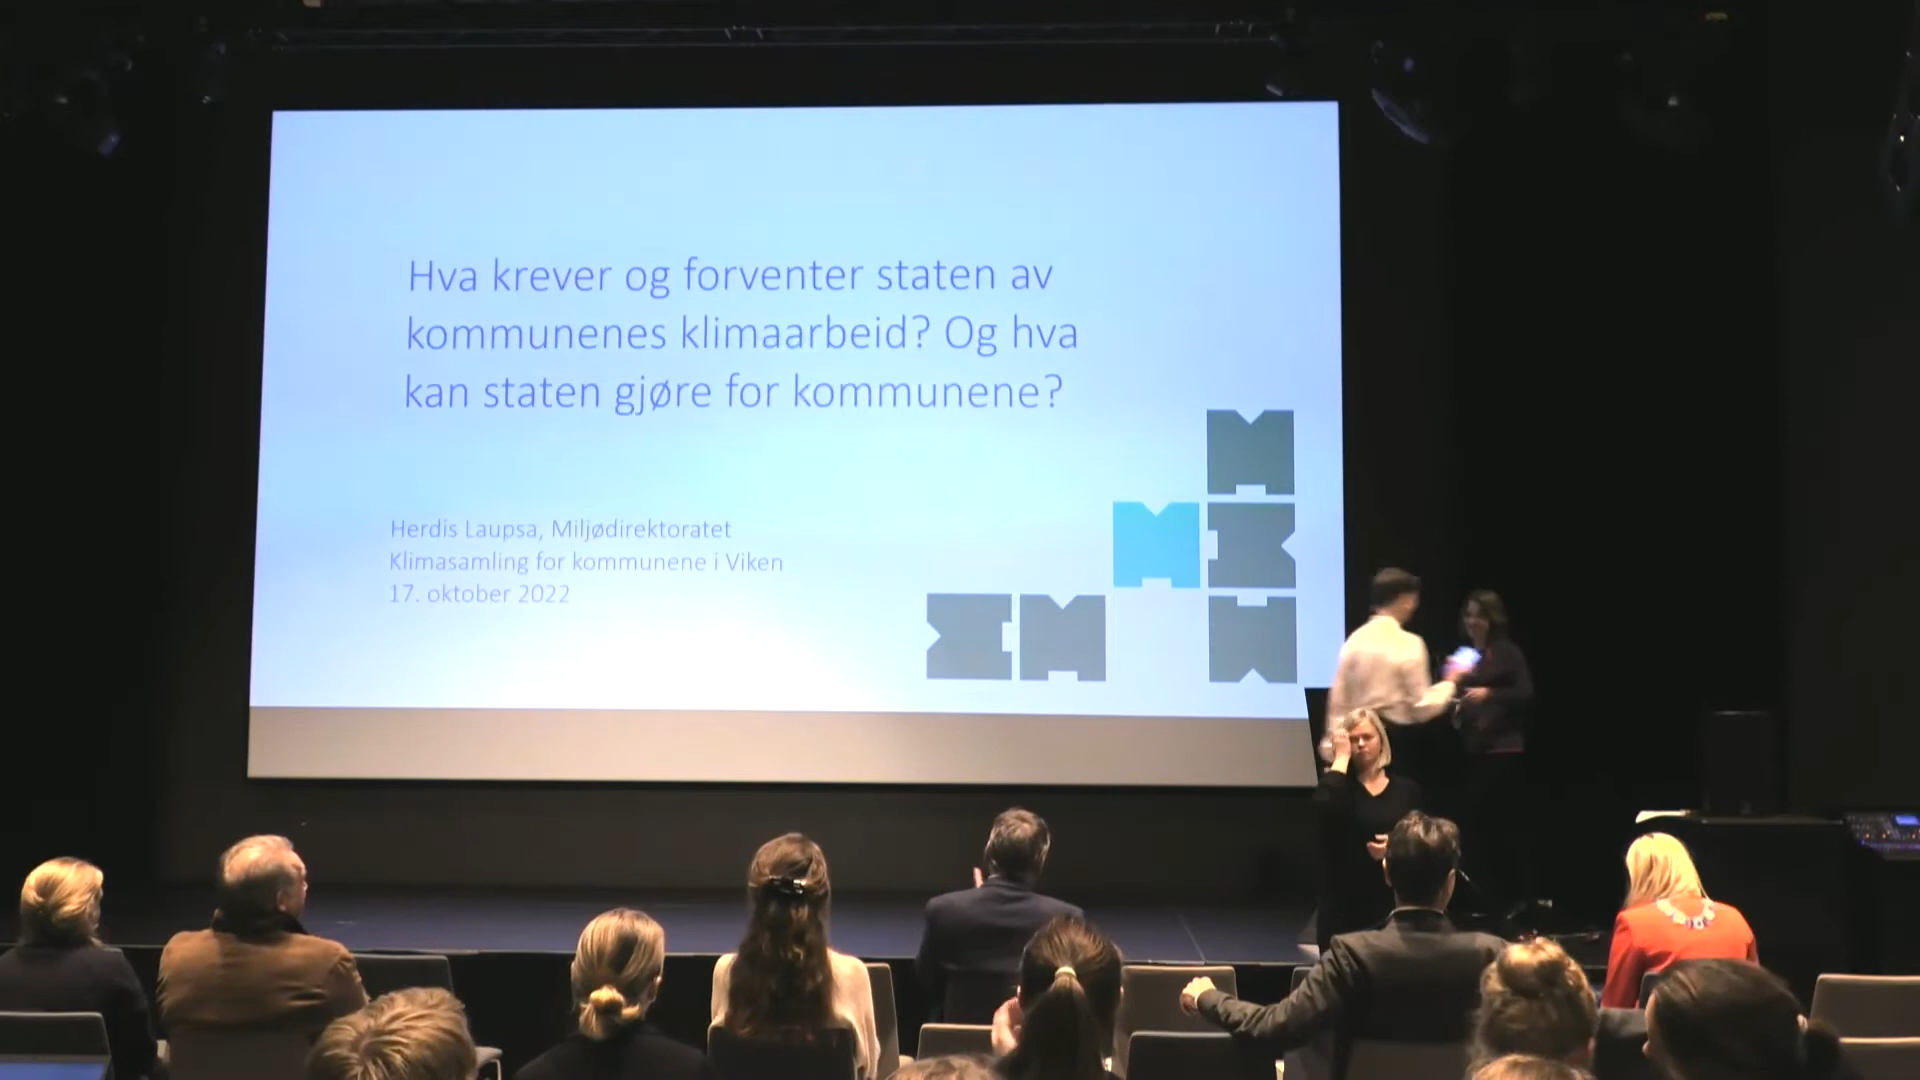 Hva krever og forventer staten av
kommunenes klimaarbeid? Og hva
kan staten gjøre for kommunene?
Herdis Laupsa, Miljødirektoratet
Klimasamling for kommunene i Viken
17. oktober 2022